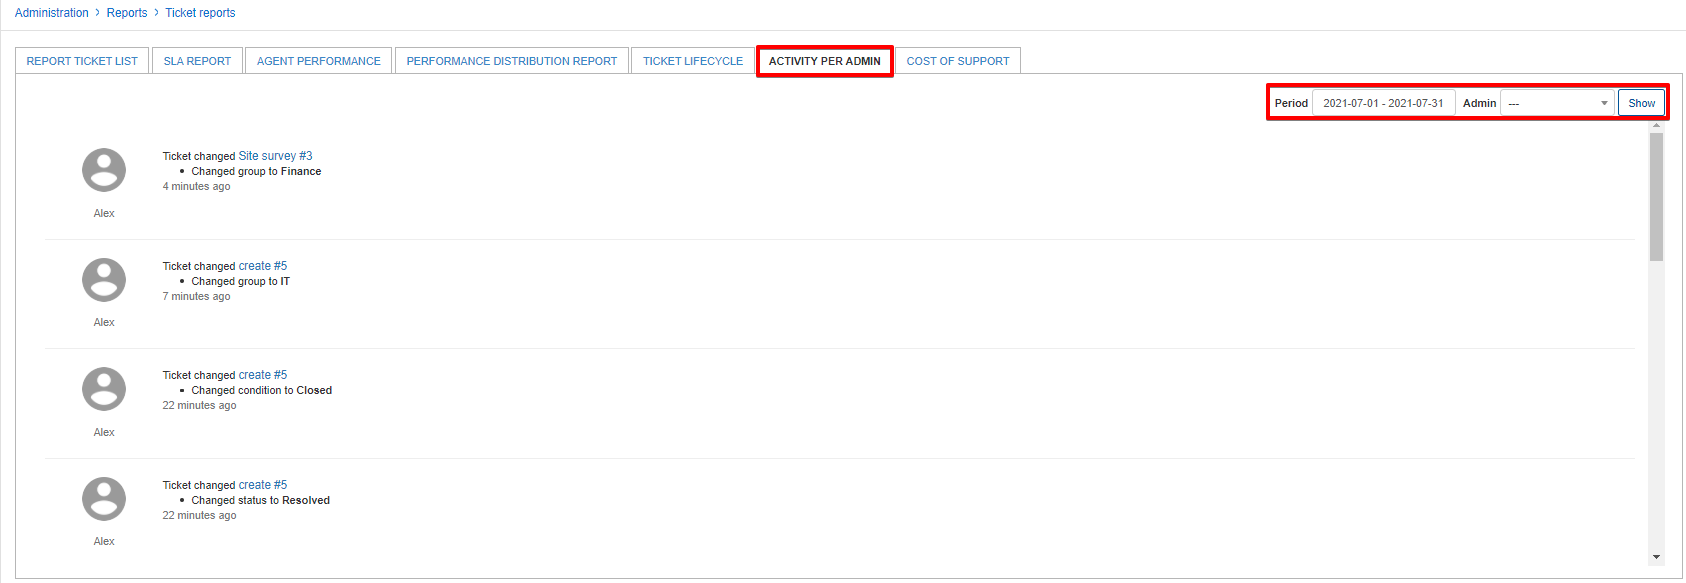 Administration > Reports > Ticket reports
REPORT TICKET LIST SLA REPORT AGENT PERFORMANCE PERFORMANCE DISTRIBUTION REPORT TICKET LIFECYCLE ACTIVITY PER ADMIN COST OF SUPPORT
Period 2021-07-01 - 2021-07-31 Admin --- Show
Ticket changed Site survey #3
• Changed group to Finance
4 minutes ago
Alex
Ticket changed create #5
• Changed group to IT
7 minutes ago
Alex
Ticket changed create #5
• Changed condition to Closed
22 minutes ago
Alex
Ticket changed create #5
• Changed status to Resolved
22 minutes ago
Alex